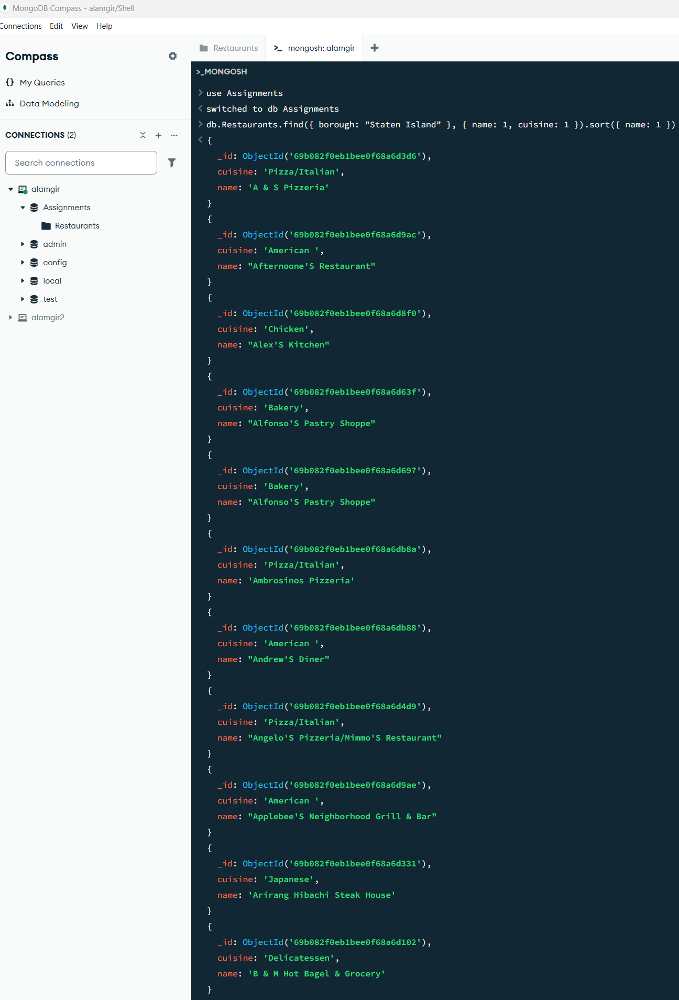 MongoDB Compass - alamgir/Shell
Connections Edit View Help
Compass
My Queries
Data Modeling
CONNECTIONS (2)
Search connections
alamgir
Assignments
Restaurants
admin
config
local
test
alamgir2
Restaurants
mongosh: alamgir
>_MONGOSH
> use Assignments
< switched to db Assignments
> db.Restaurants.find({ borough: "Staten Island" }, { name: 1, cuisine: 1 }).sort({ name: 1 })
< {
_id: ObjectId('69b082f0eb1bee0f68a6d3d6'),
cuisine: 'Pizza/Italian',
name: 'A & S Pizzeria'
}
{
_id: ObjectId('69b082f0eb1bee0f68a6d9ac'),
cuisine: 'American ',
name: "Afternoone'S Restaurant"
}
{
_id: ObjectId('69b082f0eb1bee0f68a6d8f0'),
cuisine: 'Chicken',
name: "Alex'S Kitchen"
}
{
_id: ObjectId('69b082f0eb1bee0f68a6d63f'),
cuisine: 'Bakery',
name: "Alfonso'S Pastry Shoppe"
}
{
_id: ObjectId('69b082f0eb1bee0f68a6d697'),
cuisine: 'Bakery',
name: "Alfonso'S Pastry Shoppe"
}
{
_id: ObjectId('69b082f0eb1bee0f68a6db8a'),
cuisine: 'Pizza/Italian',
name: 'Ambrosinos Pizzeria'
}
{
_id: ObjectId('69b082f0eb1bee0f68a6db88'),
cuisine: 'American ',
name: "Andrew'S Diner"
}
{
_id: ObjectId('69b082f0eb1bee0f68a6d4d9'),
cuisine: 'Pizza/Italian',
name: "Angelo'S Pizzeria/Mimmo'S Restaurant"
}
{
_id: ObjectId('69b082f0eb1bee0f68a6d9ae'),
cuisine: 'American ',
name: "Applebee'S Neighborhood Grill & Bar"
}
{
_id: ObjectId('69b082f0eb1bee0f68a6d331'),
cuisine: 'Japanese',
name: 'Arirang Hibachi Steak House'
}
{
_id: ObjectId('69b082f0eb1bee0f68a6d102'),
cuisine: 'Delicatessen',
name: 'B & M Hot Bagel & Grocery'
}